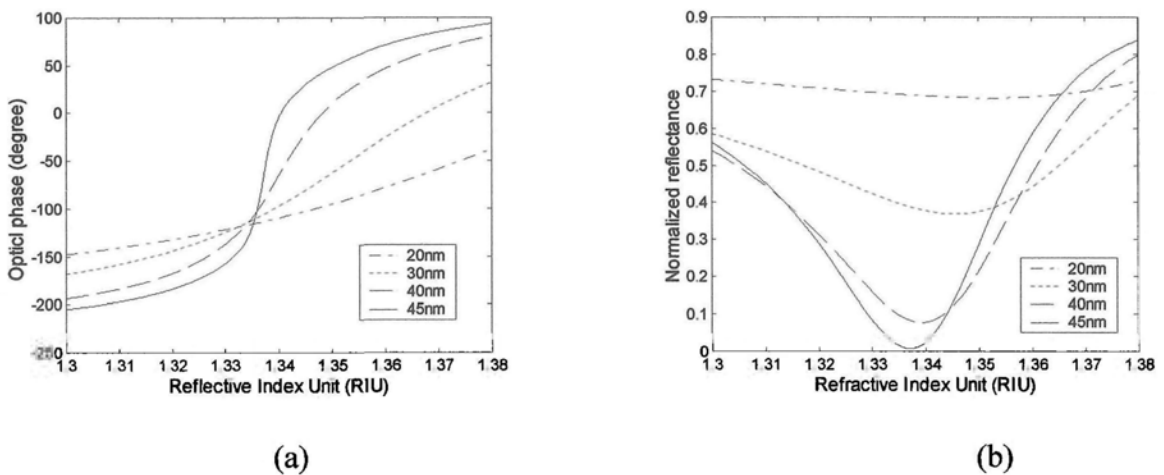 100
50
0
-50
-100
-150
-200
-250
Opticl phase (degree)
20nm
30nm
40nm
45nm
1.3
1.31
1.32
1.33
1.34
1.35
1.36
1.37
1.38
Reflective Index Unit (RIU)
(a)
0.9
0.8
0.7
0.6
0.5
0.4
0.3
0.2
0.1
0
Normalized reflectance
20nm
30nm
40nm
45nm
1.3
1.31
1.32
1.33
1.34
1.35
1.36
1.37
1.38
Refractive Index Unit (RIU)
(b)